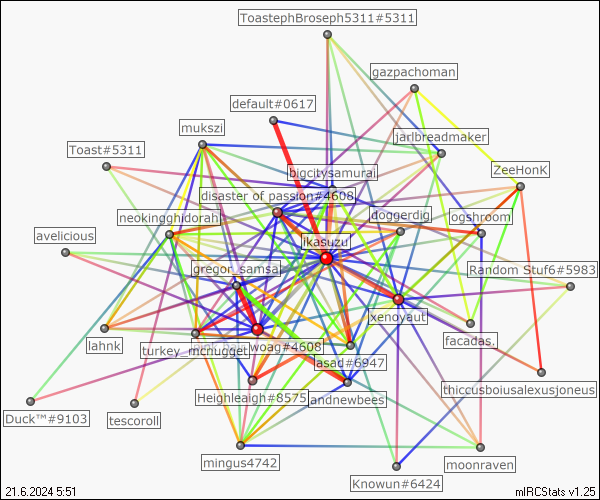 ToastephBroseph5311#5311
gazpachoman
default#0617
mukszi
jarlbreadmaker
Toast#5311
bigcitysamurai
ZeeHonK
disaster of passion#4608
neokingghidorah
doggerdig
ogshroom
avelicious
ikasuzu
gregor_samsai
Random Stuf6#5983
xenoyaut
lahnk
turkey_mcnugget
woag#4608
facadas.
asad#6947
thiccusboiusalexusjoneus
Heighleaigh#8575
andnewbees
Duck™#9103
tescoroll
mingus4742
moonraven
Knowun#6424
21.6.2024 5:51
mIRCStats v1.25